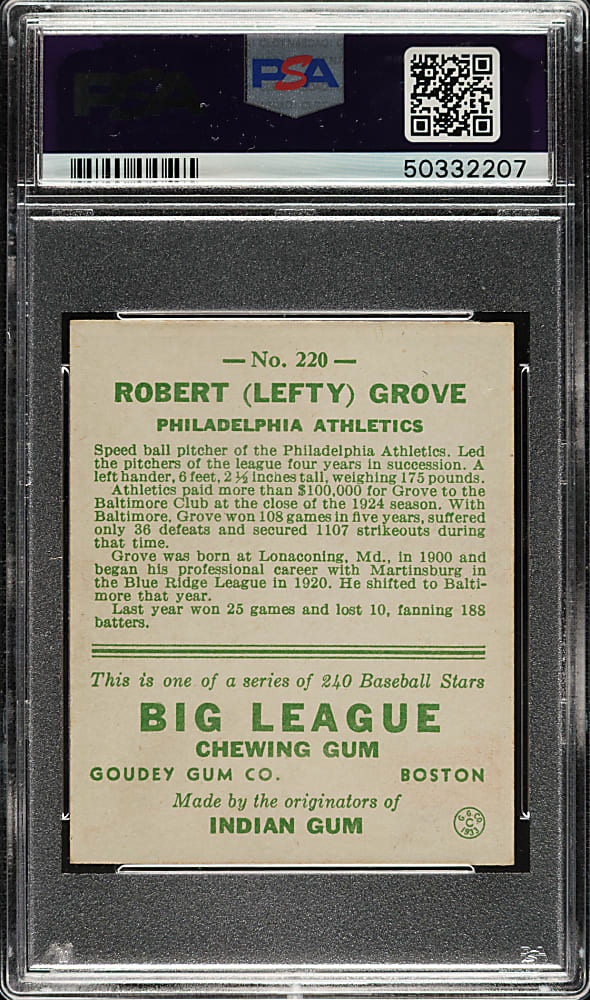 PSA
PSA
50332207
— No. 220 —
ROBERT (LEFTY) GROVE
PHILADELPHIA ATHLETICS
Speed ball pitcher of the Philadelphia Athletics. Led
the pitchers of the league four years in succession. A
left hander, 6 feet, 2 ½ inches tall, weighing 175 pounds.
Athletics paid more than $100,000 for Grove to the
Baltimore Club at the close of the 1924 season. With
Baltimore, Grove won 108 games in five years, suffered
only 36 defeats and secured 1107 strikeouts during
that time.
Grove was born at Lonaconing, Md., in 1900 and
began his professional career with Martinsburg in
the Blue Ridge League in 1920. He shifted to Balti-
more that year.
Last year won 25 games and lost 10, fanning 188
batters.
This is one of a series of 240 Baseball Stars
BIG LEAGUE
CHEWING GUM
GOUDEY GUM CO. BOSTON
Made by the originators of
INDIAN GUM
G. G. CO.
C
1933